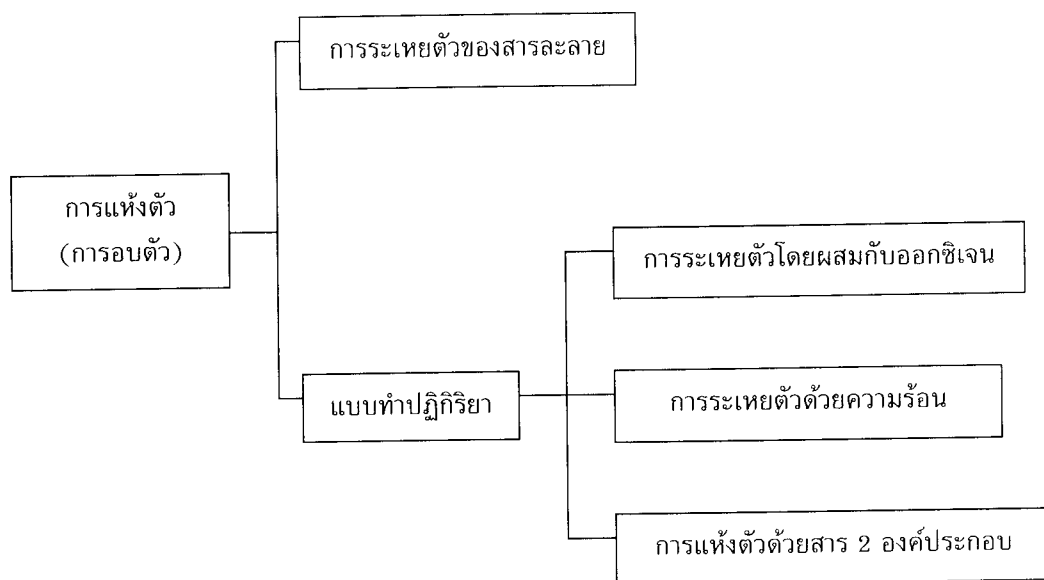 การระเหยตัวของสารละลาย
การแห้งตัว
(การอบตัว)
การระเหยตัวโดยผสมกับออกซิเจน
แบบทำปฏิกิริยา
การระเหยตัวด้วยความร้อน
การแห้งตัวด้วยสาร 2 องค์ประกอบ